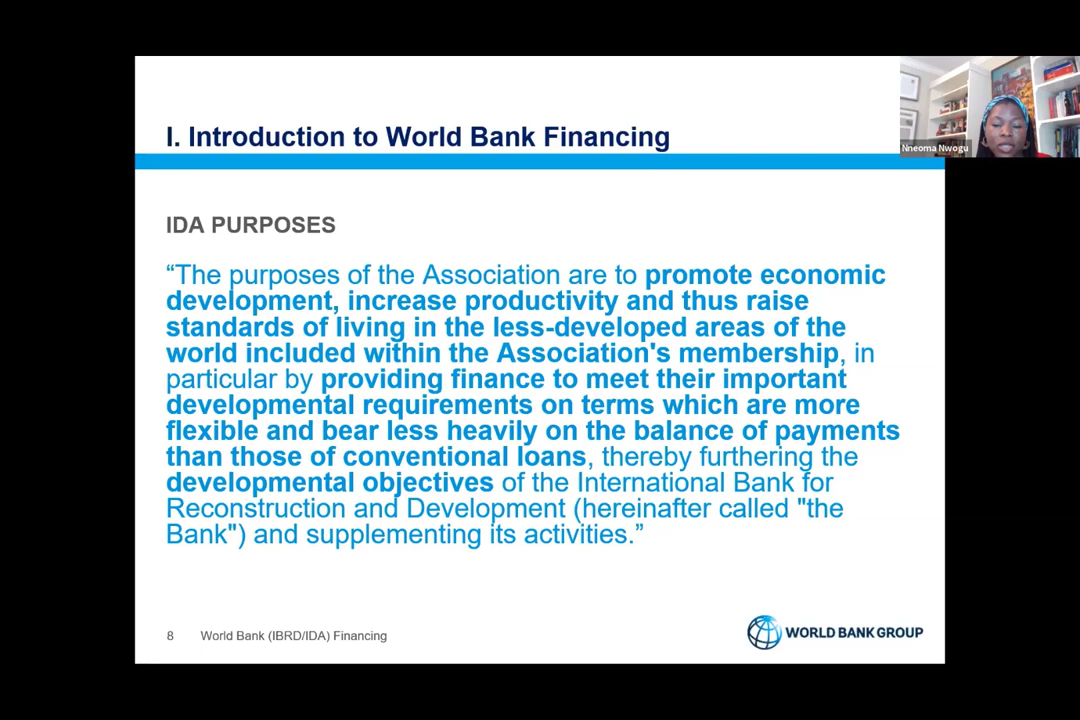 I. Introduction to World Bank Financing
Nneoma Nwogu
IDA PURPOSES
“The purposes of the Association are to promote economic
development, increase productivity and thus raise
standards of living in the less-developed areas of the
world included within the Association's membership, in
particular by providing finance to meet their important
developmental requirements on terms which are more
flexible and bear less heavily on the balance of payments
than those of conventional loans, thereby furthering the
developmental objectives of the International Bank for
Reconstruction and Development (hereinafter called "the
Bank") and supplementing its activities.”
8 World Bank (IBRD/IDA) Financing
WORLD BANK GROUP